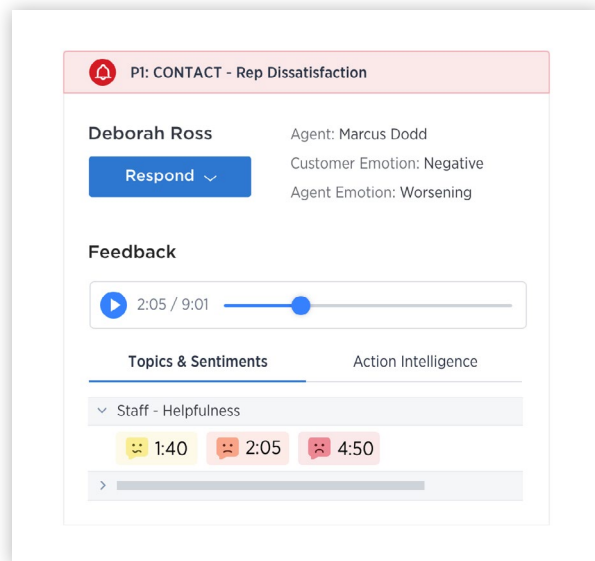 P1: CONTACT - Rep Dissatisfaction
Deborah Ross
Respond
Agent: Marcus Dodd
Customer Emotion: Negative
Agent Emotion: Worsening
Feedback
2:05 / 9:01
Topics & Sentiments Action Intelligence
Staff - Helpfulness
1:40 2:05 4:50